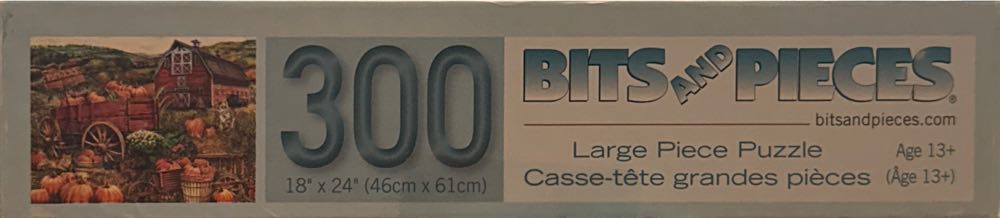 300
18" x 24" (46cm x 61cm)
BITS AND PIECES®
bitsandpieces.com
Large Piece Puzzle Age 13+
Casse-tête grandes pièces (Âge 13+)